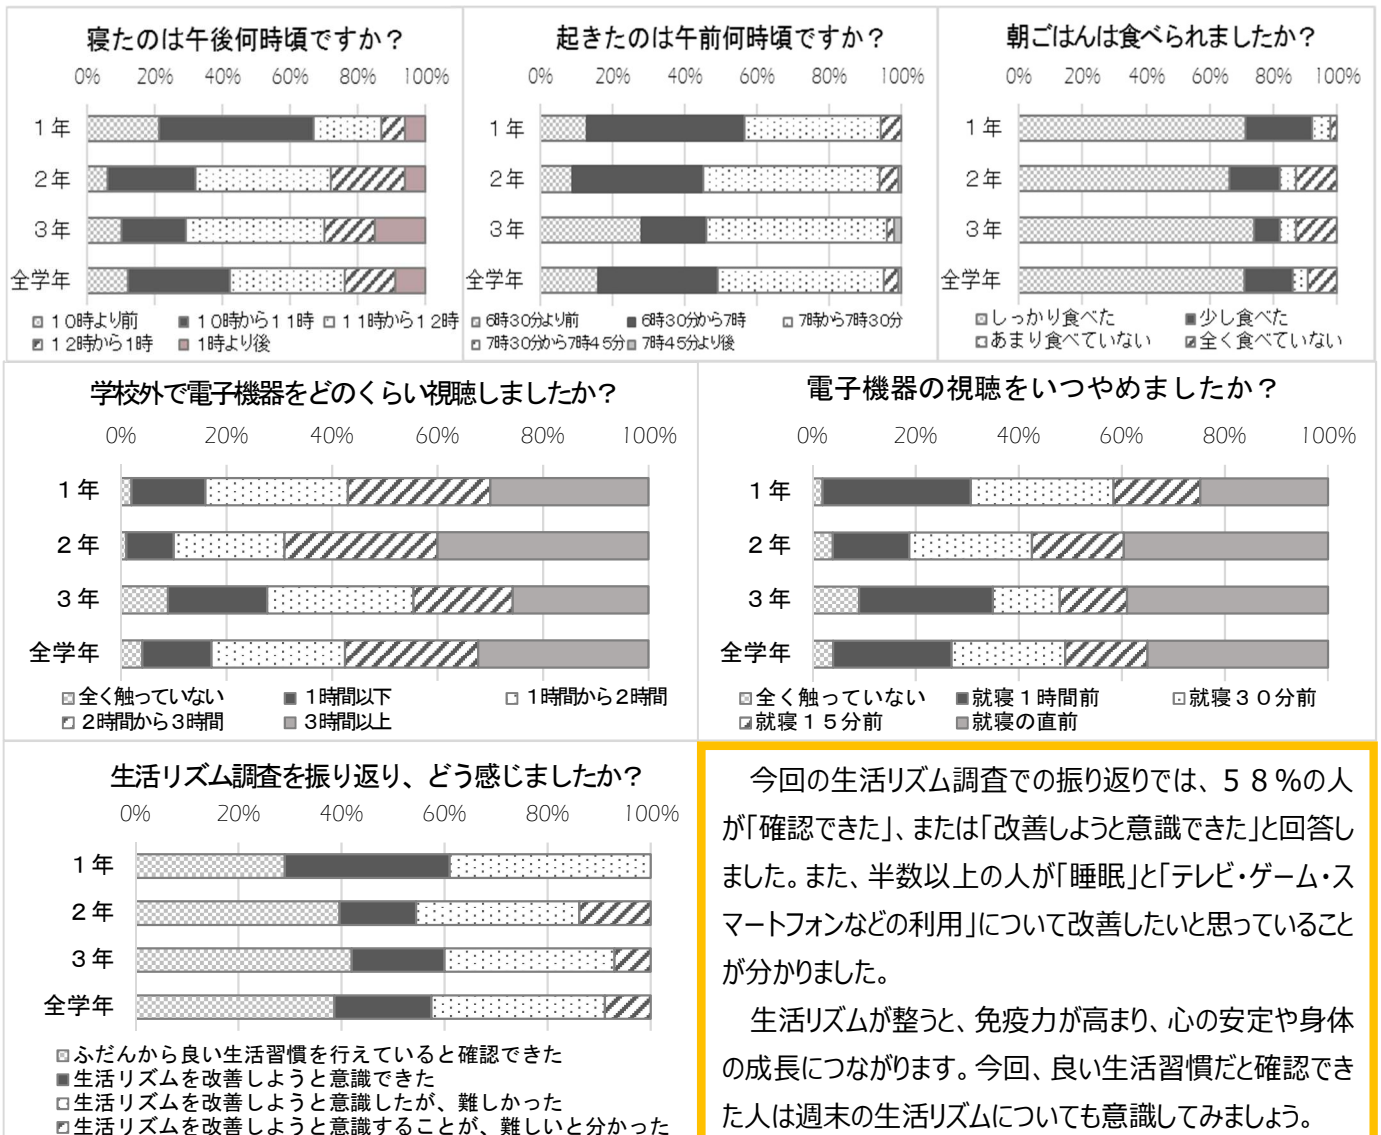 寝たのは午後何時頃ですか？
0% 20% 40% 60% 80% 100%
１年
２年
３年
全学年
１０時より前 １０時から１１時 １１時から１２時
１２時から１時 １時より後
起きたのは午前何時頃ですか？
0% 20% 40% 60% 80% 100%
１年
２年
３年
全学年
６時３０分より前 ６時３０分から７時 ７時から７時３０分
７時３０分から７時４５分 ７時４５分より後
朝ごはんは食べられましたか？
0% 20% 40% 60% 80% 100%
１年
２年
３年
全学年
しっかり食べた 少し食べた
あまり食べていない 全く食べていない
学校外で電子機器をどのくらい視聴しましたか？
0% 20% 40% 60% 80% 100%
１年
２年
３年
全学年
全く触っていない １時間以下 １時間から２時間
２時間から３時間 ３時間以上
電子機器の視聴をいつやめましたか？
0% 20% 40% 60% 80% 100%
１年
２年
３年
全学年
全く触っていない 就寝１時間前 就寝３０分前
就寝１５分前 就寝の直前
生活リズム調査を振り返り、どう感じましたか？
0% 20% 40% 60% 80% 100%
１年
２年
３年
全学年
ふだんから良い生活習慣を行えていると確認できた
生活リズムを改善しようと意識できた
生活リズムを改善しようと意識したが、難しかった
生活リズムを改善しようと意識することが、難しいと分かった
今回の生活リズム調査での振り返りでは、５８％の人
が「確認できた」、または「改善しようと意識できた」と回答し
ました。また、半数以上の人が「睡眠」と「テレビ・ゲーム・ス
マートフォンなどの利用」について改善したいと思っていること
が分かりました。
生活リズムが整うと、免疫力が高まり、心の安定や身体
の成長につながります。今回、良い生活習慣だと確認でき
た人は週末の生活リズムについても意識してみましょう。